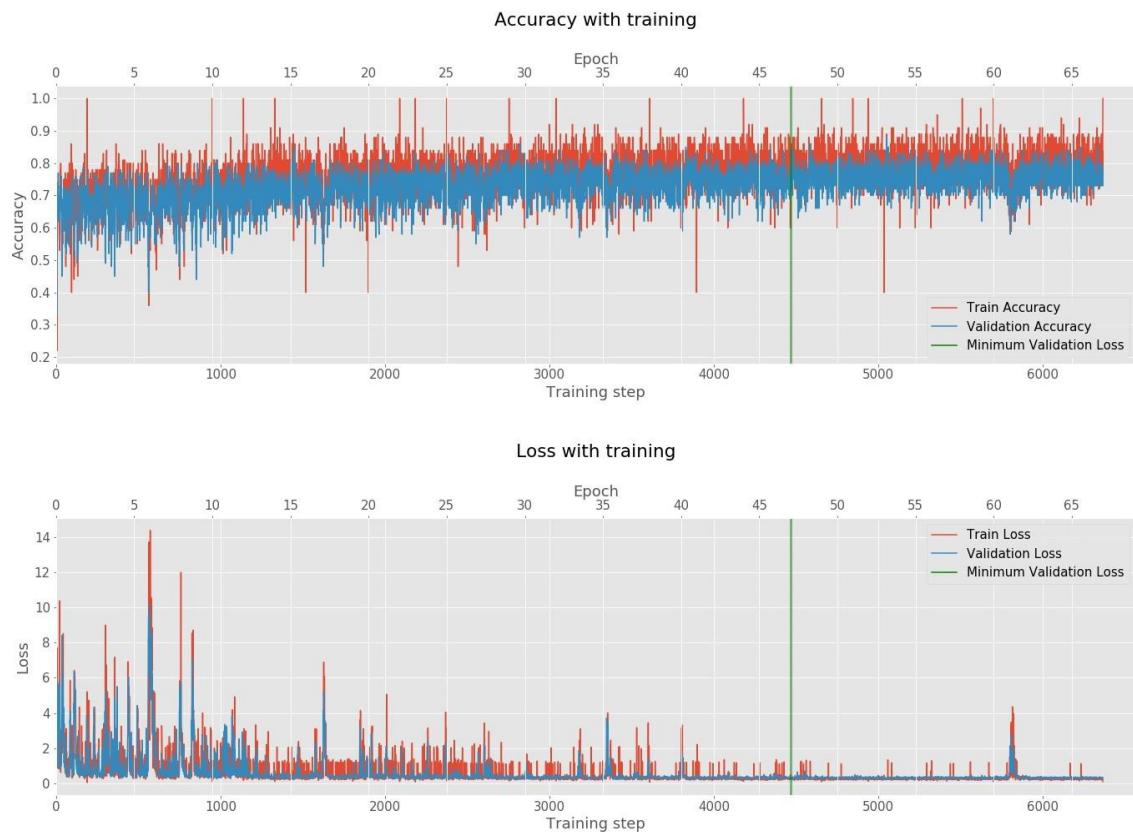 Accuracy with training
Epoch
0 5 10 15 20 25 30 35 40 45 50 55 60 65
1.0
0.9
0.8
0.7
0.6
0.5
0.4
0.3
0.2
Accuracy
Train Accuracy
Validation Accuracy
Minimum Validation Loss
0 1000 2000 3000 4000 5000 6000
Training step
Loss with training
Epoch
0 5 10 15 20 25 30 35 40 45 50 55 60 65
14
12
10
8
6
4
2
0
Loss
Train Loss
Validation Loss
Minimum Validation Loss
0 1000 2000 3000 4000 5000 6000
Training step